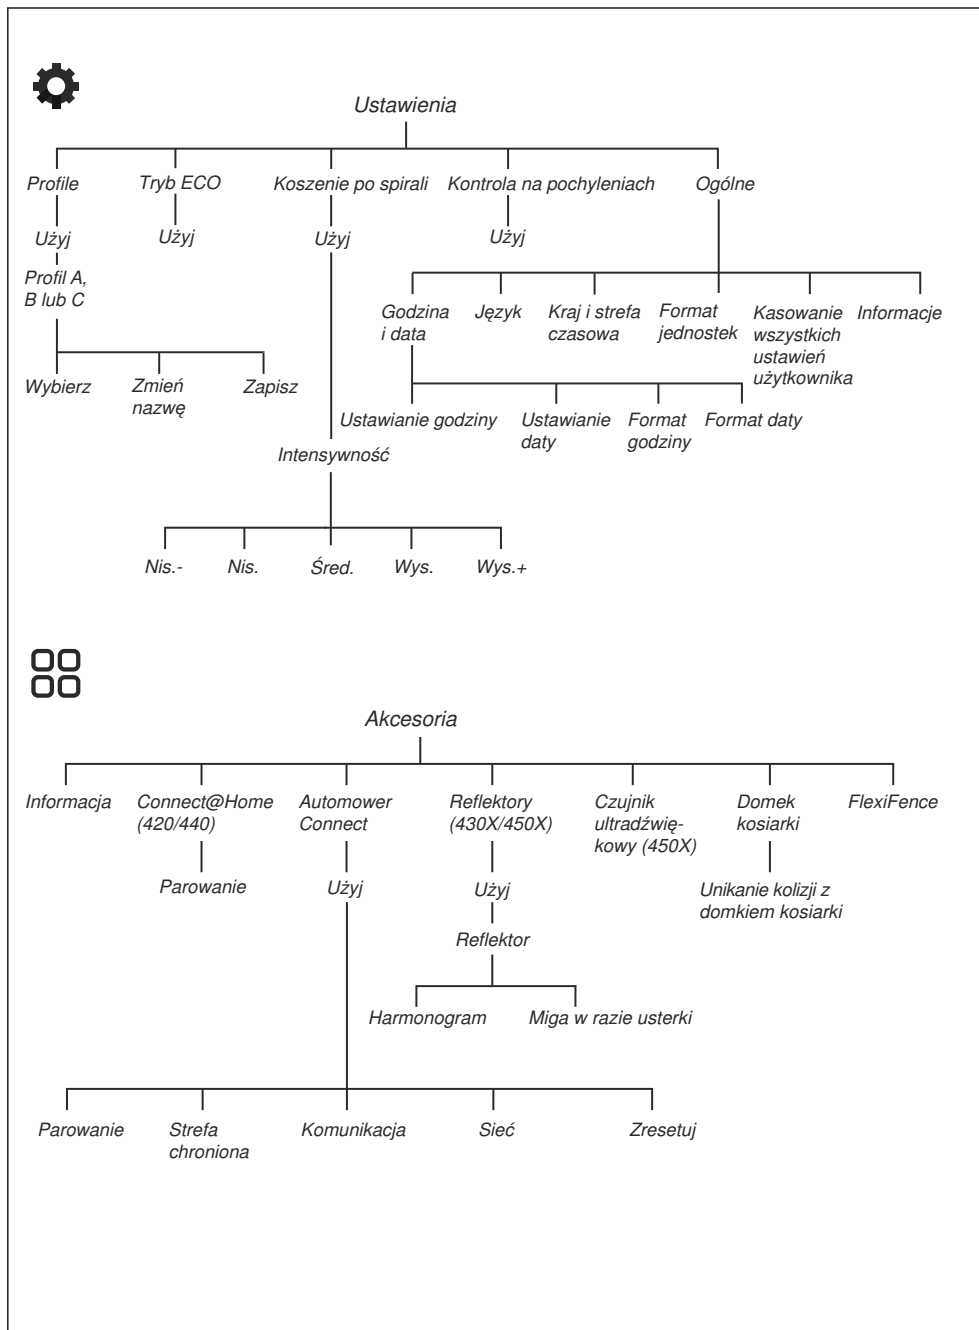 Ustawienia
Profile
Tryb ECO
Koszenie po spirali
Kontrola na pochyleniach
Ogólne
Użyj
Użyj
Użyj
Użyj
Profil A,
B lub C
Godzina
i data
Język
Kraj i strefa
czasowa
Format
jednostek
Kasowanie
wszystkich
ustawień
użytkownika
Informacje
Wybierz
Zmień
nazwę
Zapisz
Ustawianie godziny
Ustawianie
daty
Format
godziny
Format daty
Intensywność
Nis.-
Nis.
Śred.
Wys.
Wys.+
Akcesoria
Informacja
Connect@Home
(420/440)
Automower
Connect
Reflektory
(430X/450X)
Czujnik
ultradźwię-
kowy (450X)
Domek
kosiarki
FlexiFence
Parowanie
Użyj
Użyj
Unikanie kolizji z
domkiem kosiarki
Reflektor
Harmonogram
Miga w razie usterki
Parowanie
Strefa
chroniona
Komunikacja
Sieć
Zresetuj